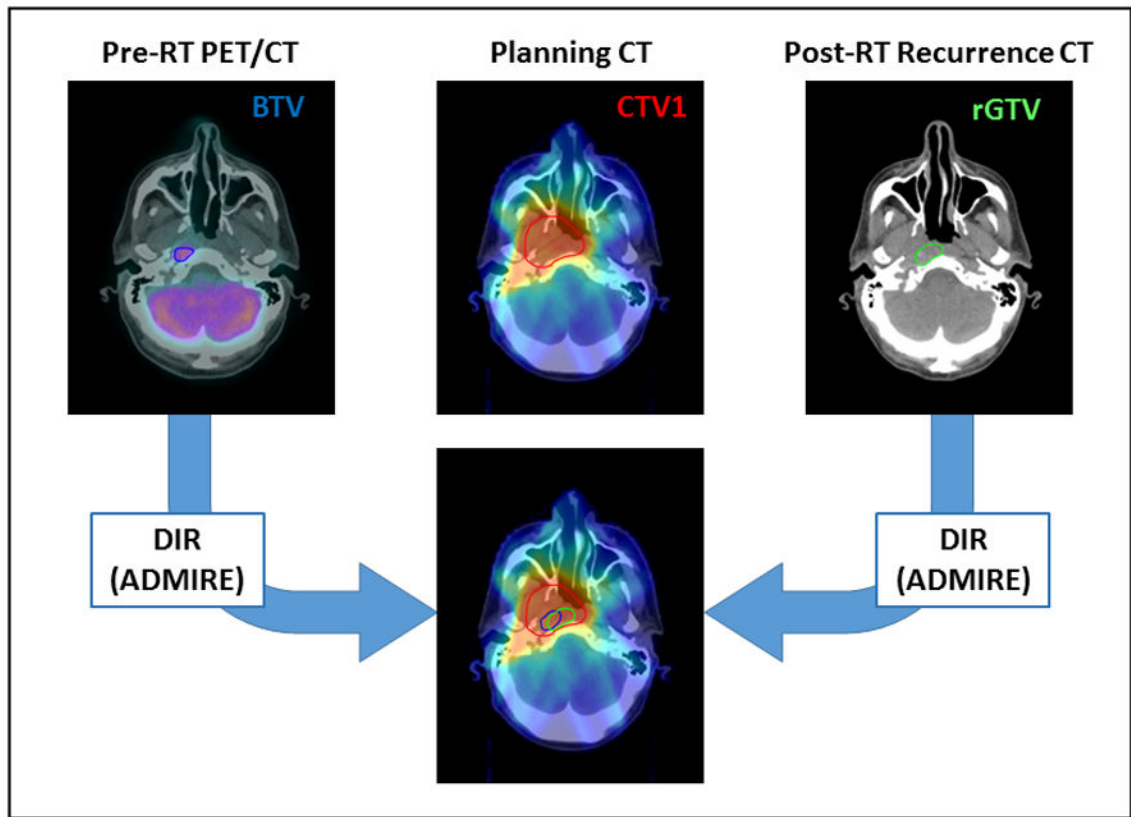 Pre-RT PET/CT
Planning CT
Post-RT Recurrence CT
BTV
CTV1
rGTV
DIR
(ADMIRE)
DIR
(ADMIRE)